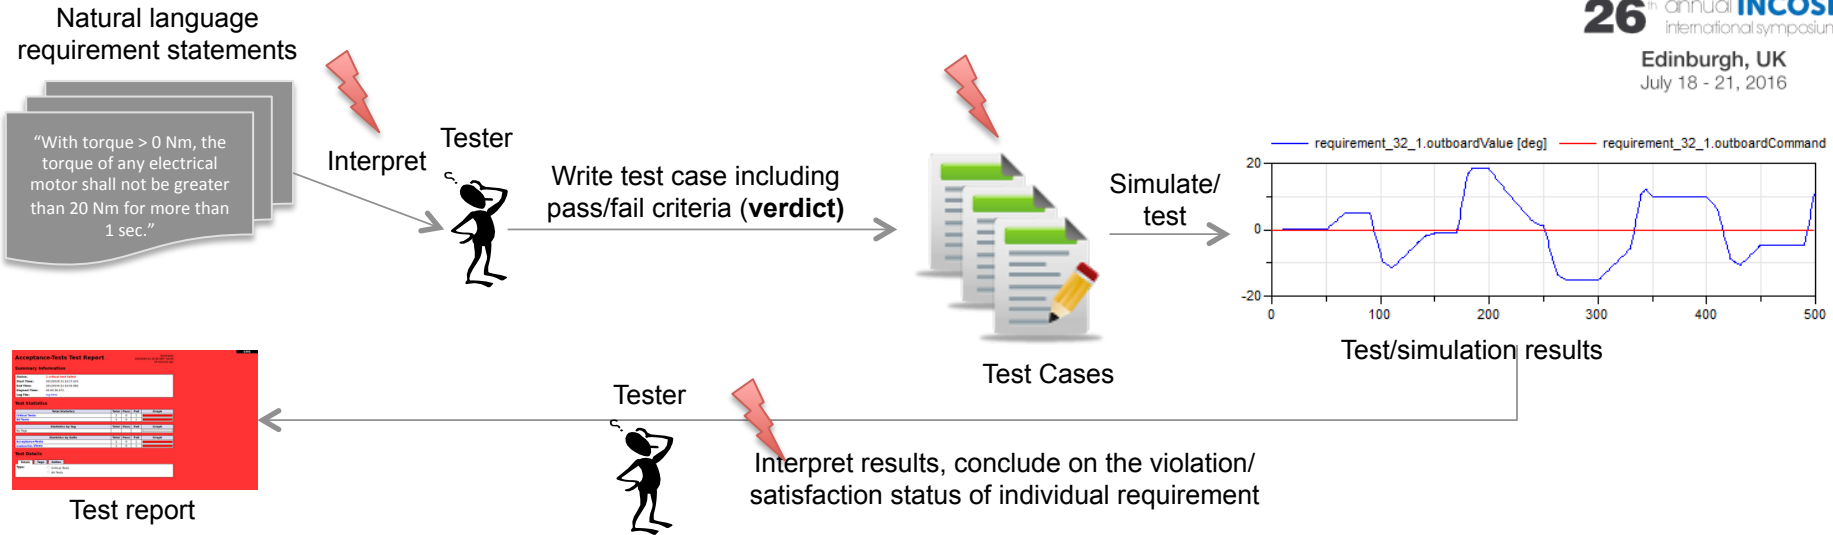 Natural language
requirement statements
26th annual INCOSE
international symposium
Edinburgh, UK
July 18 - 21, 2016
“With torque > 0 Nm, the
torque of any electrical
motor shall not be greater
than 20 Nm for more than
1 sec.”
Interpret
Tester
Write test case including
pass/fail criteria (verdict)
Test Cases
Simulate/
test
requirement_32_1.outboardValue [deg]
requirement_32_1.outboardCommand
20
0
-20
0 100 200 300 400 500
Test/simulation results
Tester
Interpret results, conclude on the violation/
satisfaction status of individual requirement
Acceptance-Tests Test Report
Summary Information
Test Statistics
Test Details
Test report